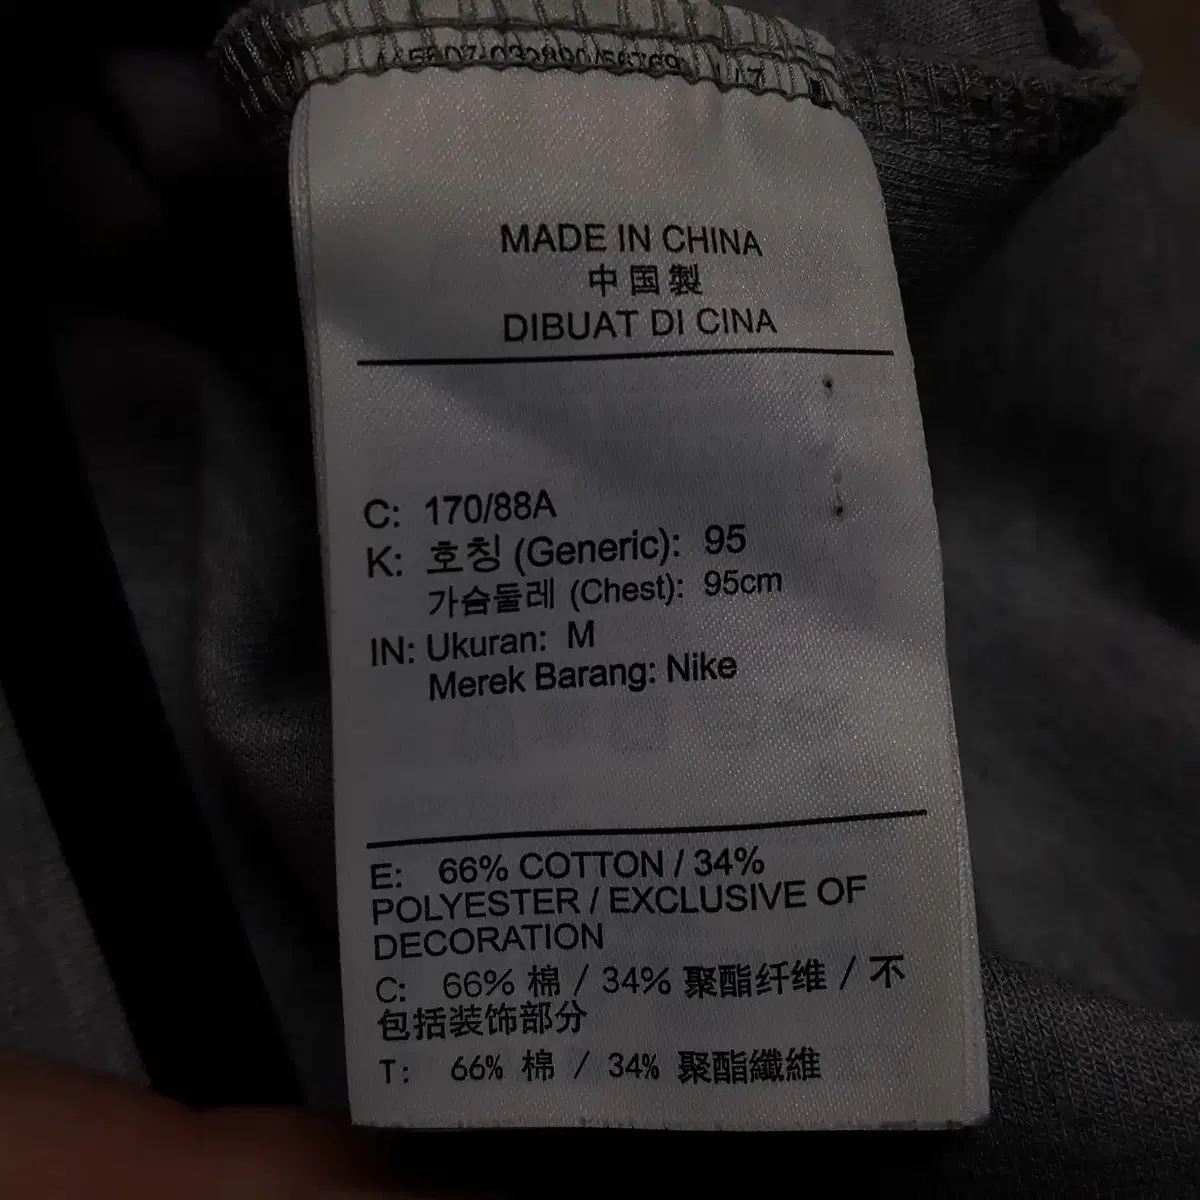 MADE IN CHINA
中国製
DIBUAT DI CINA
C: 170/88A
K: 호칭 (Generic): 95
가슴둘레 (Chest): 95cm
IN: Ukuran: M
Merek Barang: Nike
E: 66% COTTON / 34%
POLYESTER / EXCLUSIVE OF
DECORATION
C: 66% 棉 / 34% 聚酯纤维 / 不
包括装饰部分
T: 66% 棉 / 34% 聚酯纖維